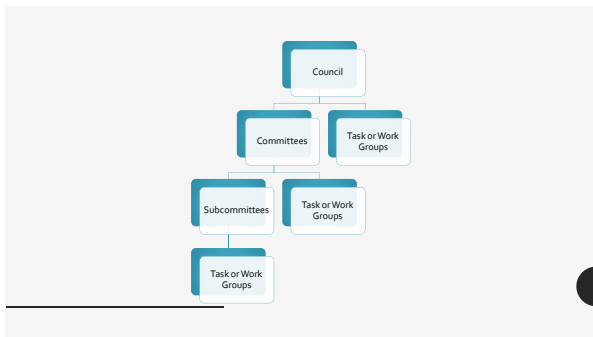 Council
Committees
Task or Work
Groups
Subcommittees
Task or Work
Groups
Task or Work
Groups